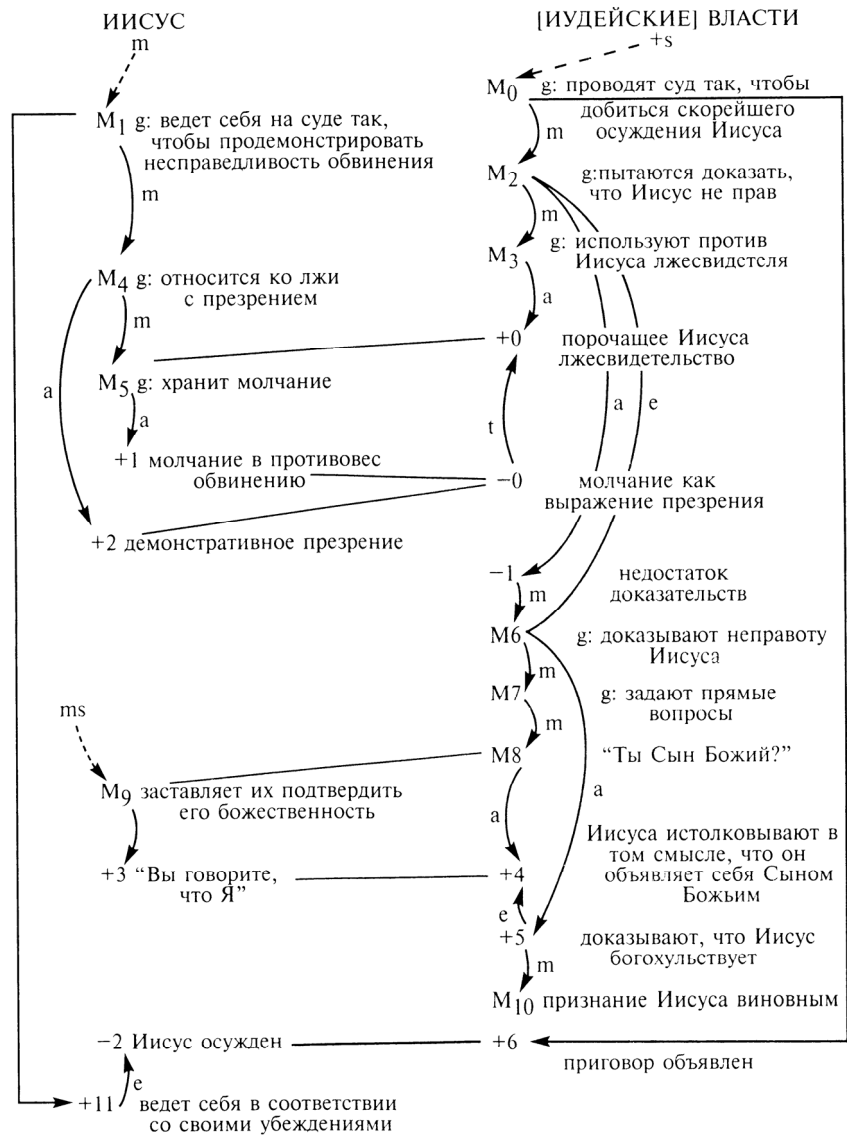 ИИСУС
m
[ИУДЕЙСКИЕ] ВЛАСТИ
+s
M0 g: проводят суд так, чтобы
добиться скорейшего
осуждения Иисуса
m
M1 g: ведет себя на суде так,
чтобы продемонстрировать
несправедливость обвинения
m
M2 g:пытаются доказать,
что Иисус не прав
m
M3 g: используют против
Иисуса лжесвидстсля
a
M4 g: относится ко лжи
с презрением
m
+0 порочащее Иисуса
лжесвидетельство
M5 g: хранит молчание
a
a
a
e
t
+1 молчание в противовес
обвинению
−0 молчание как
выражение презрения
+2 демонстративное презрение
−1 недостаток
доказательств
m
M6 g: доказывают неправоту
Иисуса
m
M7 g: задают прямые
вопросы
m
ms
M8 “Ты Сын Божий?”
M9 заставляет их подтвердить
его божественность
a
a
+3 “Вы говорите,
что Я”
+4 Иисуса истолковывают в
том смысле, что он
объявляет себя Сыном
Божьим
e
+5 доказывают, что Иисус
богохульствует
m
M10 признание Иисуса виновным
−2 Иисус осужден
+6
приговор объявлен
e
+11 ведет себя в соответствии
со своими убеждениями